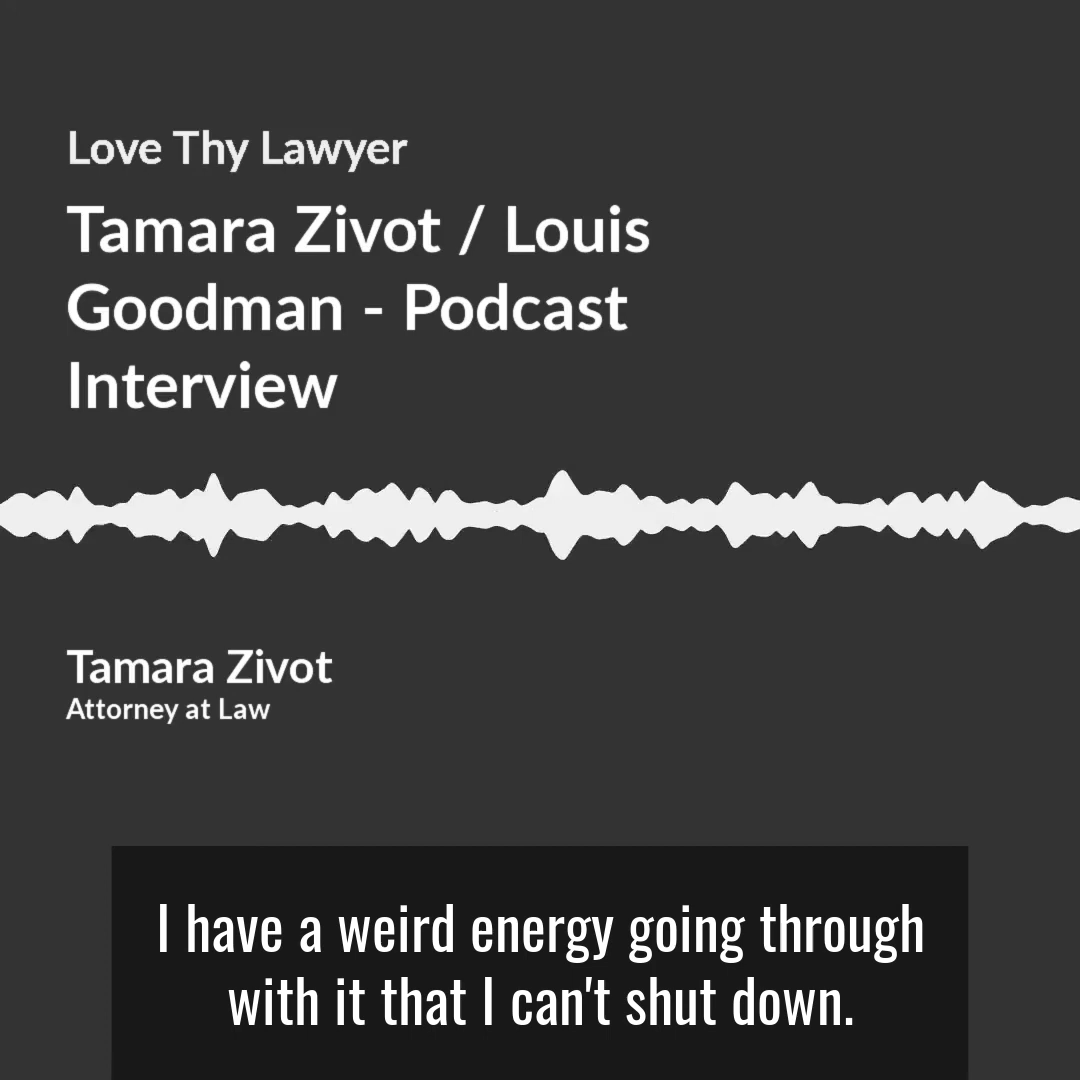 Love Thy Lawyer
Tamara Zivot / Louis
Goodman - Podcast
Interview
Tamara Zivot
Attorney at Law
I have a weird energy going through
with it that I can't shut down.